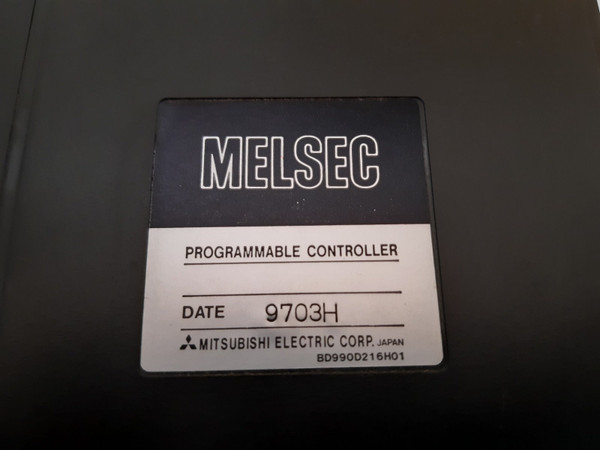 MELSEC
PROGRAMMABLE CONTROLLER
DATE 9703H
MITSUBISHI ELECTRIC CORP. JAPAN
BD990D216H01